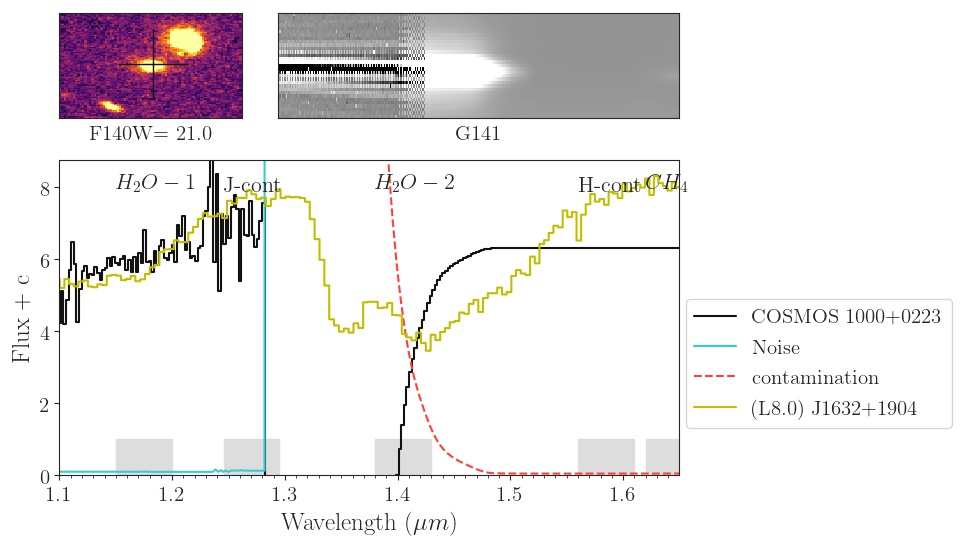 F140W= 21.0
G141
H₂O − 1
J-cont
H₂O − 2
H-cont
CH₄
8
6
4
2
0
Flux + c
1.1
1.2
1.3
1.4
1.5
1.6
Wavelength (μm)
COSMOS 1000+0223
Noise
contamination
(L8.0) J1632+1904